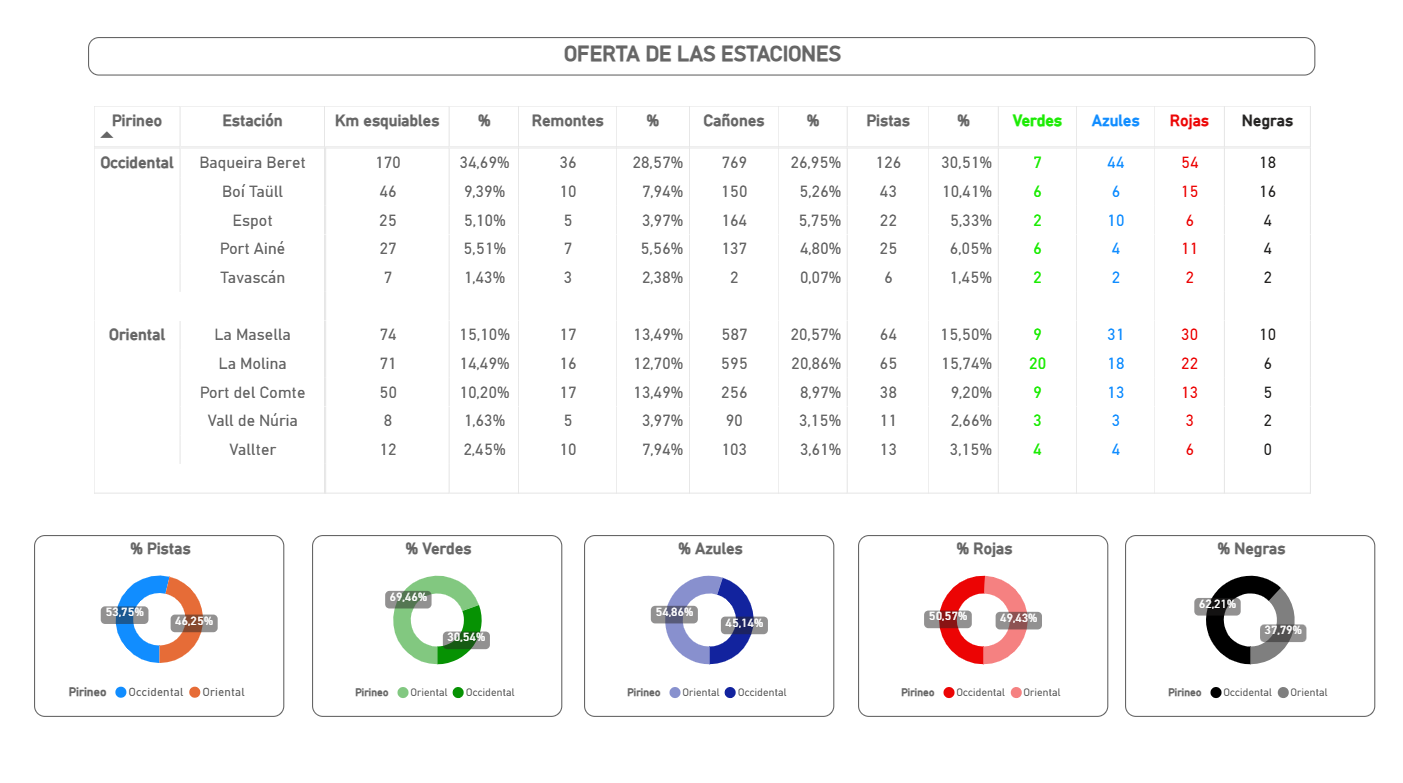 OFERTA DE LAS ESTACIONES
Pirineo Estación Km esquiables % Remontes % Cañones % Pistas % Verdes Azules Rojas Negras
Occidental Baqueira Beret 170 34,69% 36 28,57% 769 26,95% 126 30,51% 7 44 54 18
Boí Taüll 46 9,39% 10 7,94% 150 5,26% 43 10,41% 6 6 15 16
Espot 25 5,10% 5 3,97% 164 5,75% 22 5,33% 2 10 6 4
Port Ainé 27 5,51% 7 5,56% 137 4,80% 25 6,05% 6 4 11 4
Tavascán 7 1,43% 3 2,38% 2 0,07% 6 1,45% 2 2 2 2
Oriental La Masella 74 15,10% 17 13,49% 587 20,57% 64 15,50% 9 31 30 10
La Molina 71 14,49% 16 12,70% 595 20,86% 65 15,74% 20 18 22 6
Port del Comte 50 10,20% 17 13,49% 256 8,97% 38 9,20% 9 13 13 5
Vall de Núria 8 1,63% 5 3,97% 90 3,15% 11 2,66% 3 3 3 2
Vallter 12 2,45% 10 7,94% 103 3,61% 13 3,15% 4 4 6 0
% Pistas
53,75%
46,25%
Pirineo Occidental Oriental
% Verdes
69,46%
30,54%
Pirineo Oriental Occidental
% Azules
54,86%
45,14%
Pirineo Oriental Occidental
% Rojas
50,57%
49,43%
Pirineo Occidental Oriental
% Negras
62,21%
37,79%
Pirineo Occidental Oriental